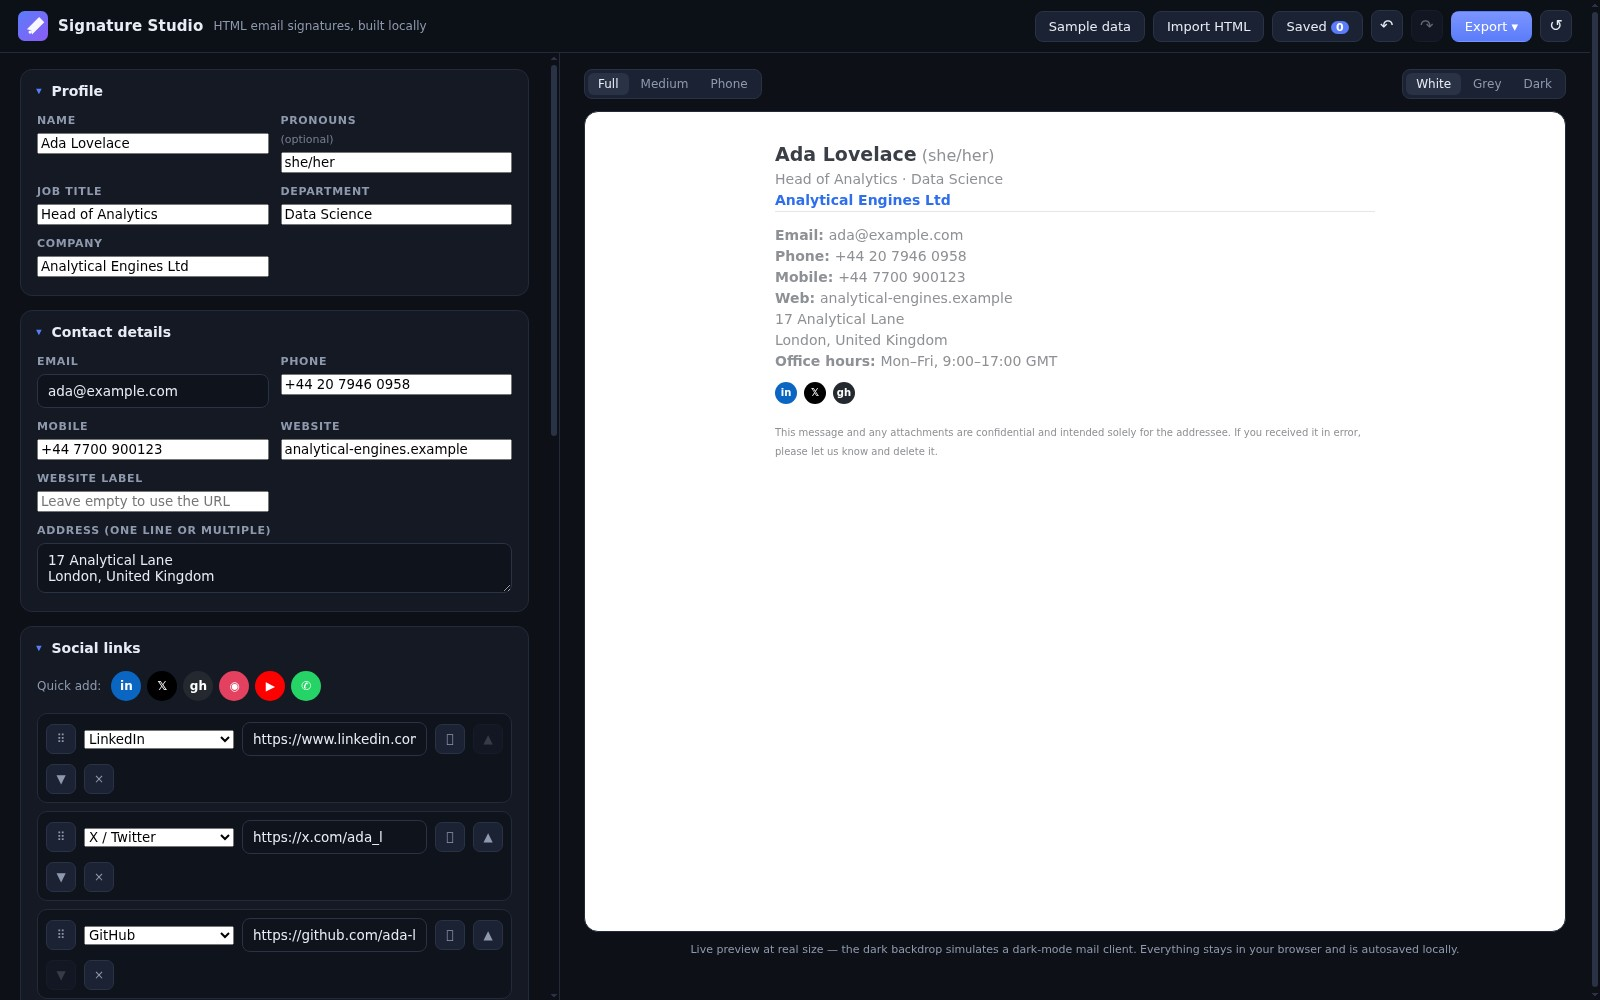 Signature Studio HTML email signatures, built locally
Sample data Import HTML Saved 0 ↶ ↷ Export ▾ ↺
▾ Profile
NAME
Ada Lovelace
PRONOUNS
(optional)
she/her
JOB TITLE
Head of Analytics
DEPARTMENT
Data Science
COMPANY
Analytical Engines Ltd
▾ Contact details
EMAIL
ada@example.com
PHONE
+44 20 7946 0958
MOBILE
+44 7700 900123
WEBSITE
analytical-engines.example
WEBSITE LABEL
Leave empty to use the URL
ADDRESS (ONE LINE OR MULTIPLE)
17 Analytical Lane
London, United Kingdom
▾ Social links
Quick add: in 𝕏 gh ◉ ▶ ✆
LinkedIn https://www.linkedin.cor ▲
▼ ×
X / Twitter https://x.com/ada_l ▲
▼ ×
GitHub https://github.com/ada-l ▲
▼ ×
Full Medium Phone
White Grey Dark
Ada Lovelace (she/her)
Head of Analytics · Data Science
Analytical Engines Ltd
Email: ada@example.com
Phone: +44 20 7946 0958
Mobile: +44 7700 900123
Web: analytical-engines.example
17 Analytical Lane
London, United Kingdom
Office hours: Mon–Fri, 9:00–17:00 GMT
in 𝕏 gh
This message and any attachments are confidential and intended solely for the addressee. If you received it in error,
please let us know and delete it.
Live preview at real size — the dark backdrop simulates a dark-mode mail client. Everything stays in your browser and is autosaved locally.